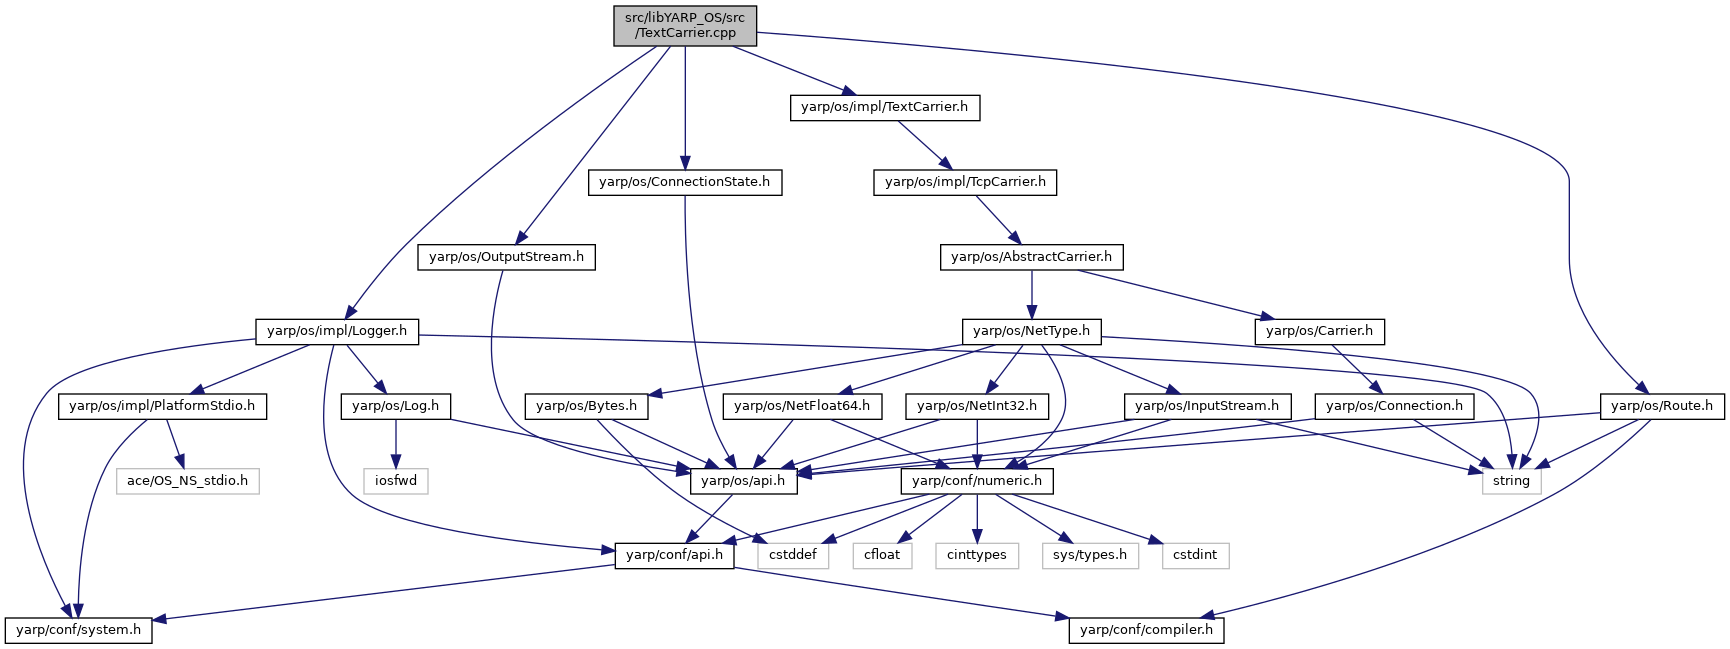 src/libYARP_OS/src
/TextCarrier.cpp
yarp/os/impl/TextCarrier.h
yarp/os/ConnectionState.h
yarp/os/impl/TcpCarrier.h
yarp/os/OutputStream.h
yarp/os/AbstractCarrier.h
yarp/os/impl/Logger.h
yarp/os/NetType.h
yarp/os/Carrier.h
yarp/os/impl/PlatformStdio.h
yarp/os/Log.h
yarp/os/Bytes.h
yarp/os/NetFloat64.h
yarp/os/NetInt32.h
yarp/os/InputStream.h
yarp/os/Connection.h
yarp/os/Route.h
ace/OS_NS_stdio.h
iosfwd
yarp/os/api.h
yarp/conf/numeric.h
string
yarp/conf/api.h
cstddef
cfloat
cinttypes
sys/types.h
cstdint
yarp/conf/system.h
yarp/conf/compiler.h